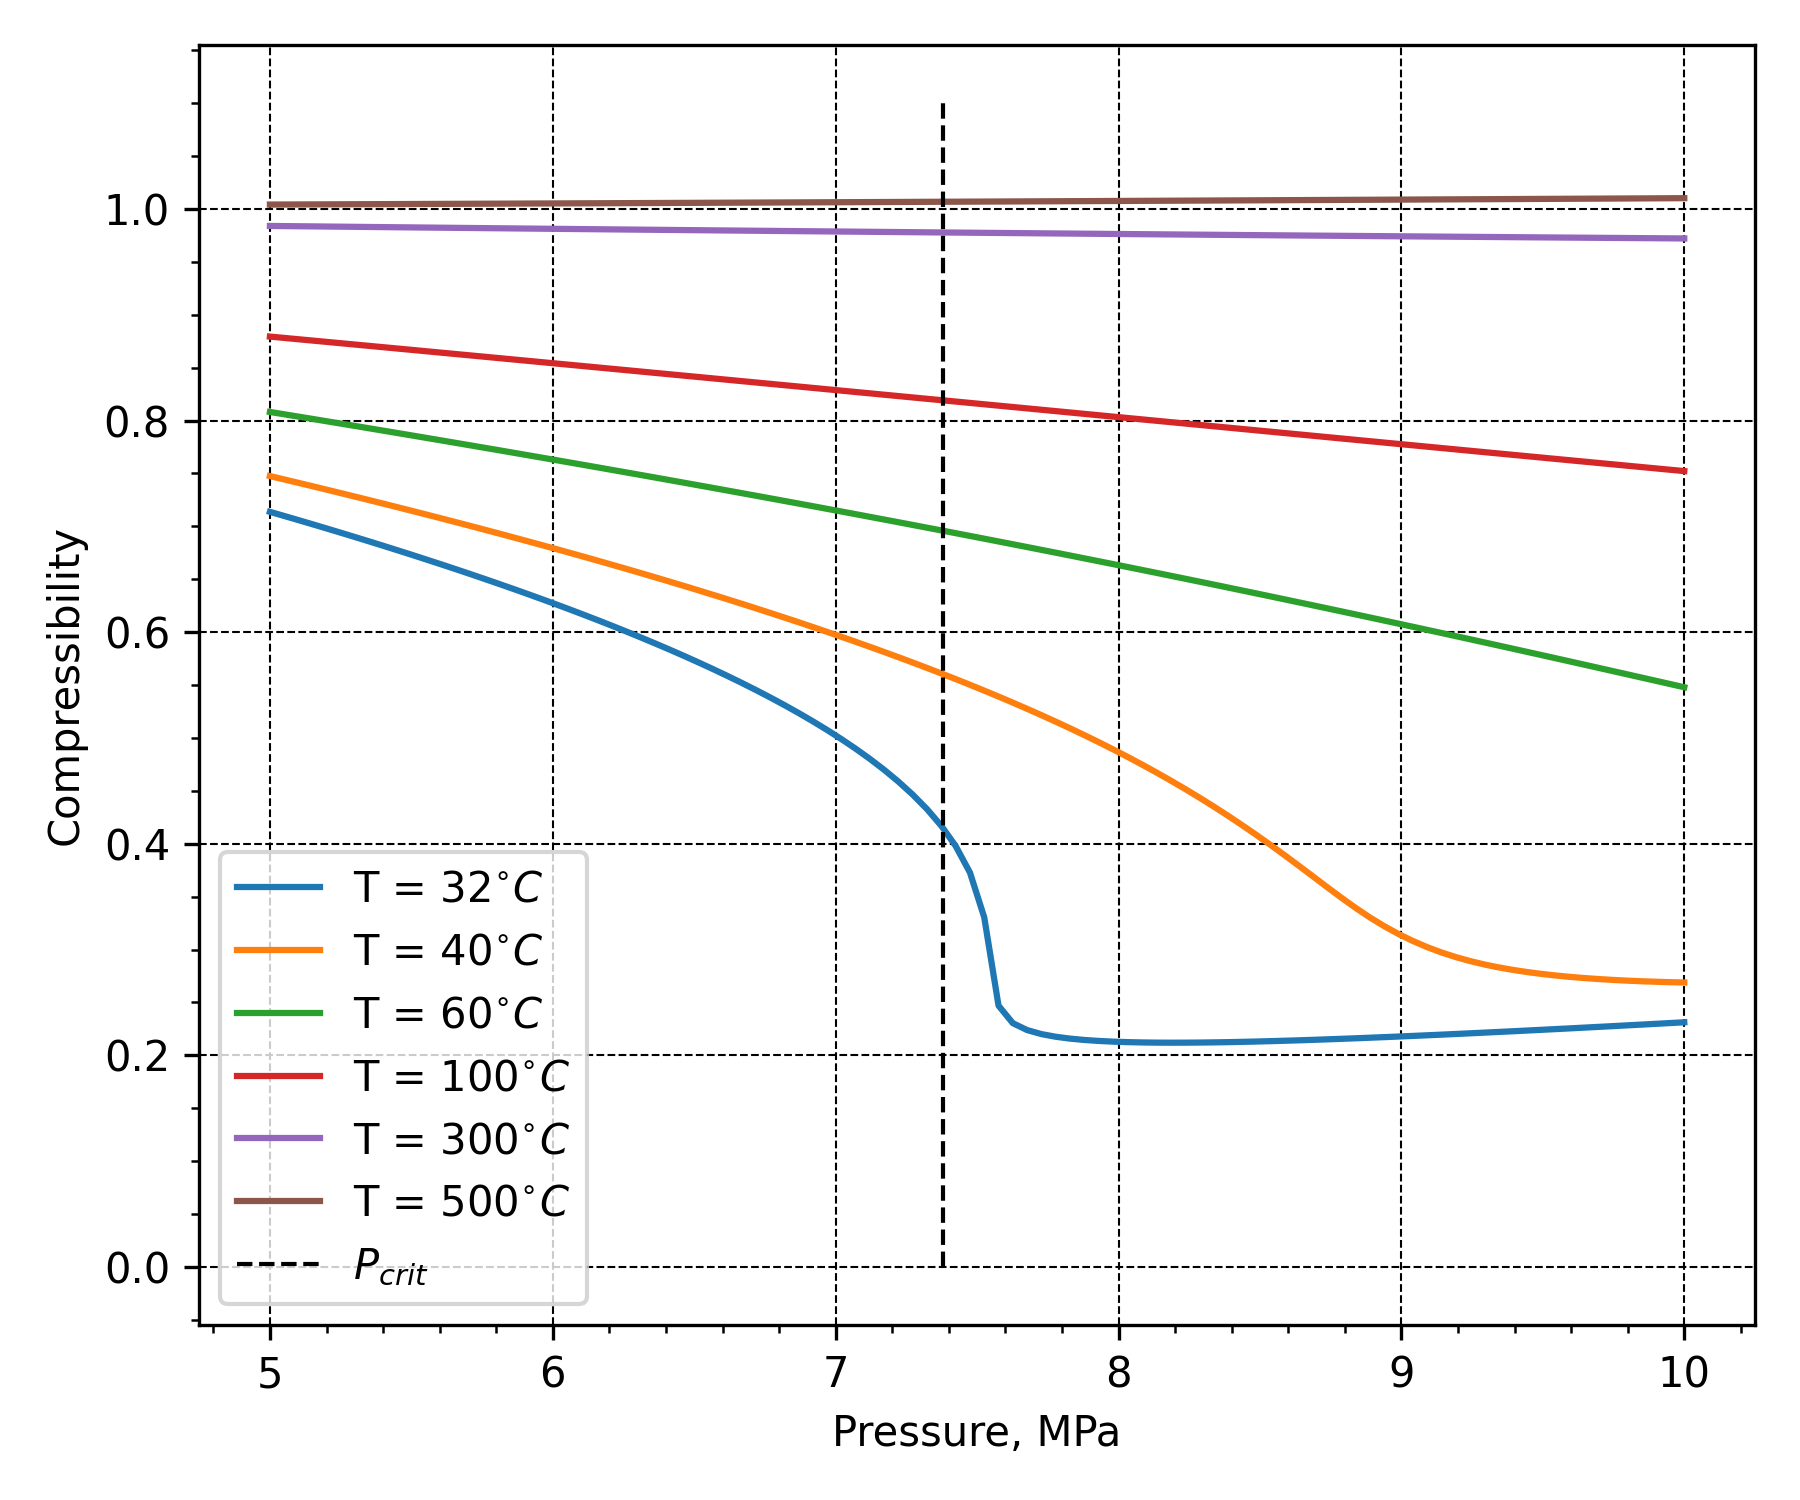 1.0
0.8
0.6
0.4
0.2
0.0
Compressibility
T = 32°C
T = 40°C
T = 60°C
T = 100°C
T = 300°C
T = 500°C
P_crit
5 6 7 8 9 10
Pressure, MPa